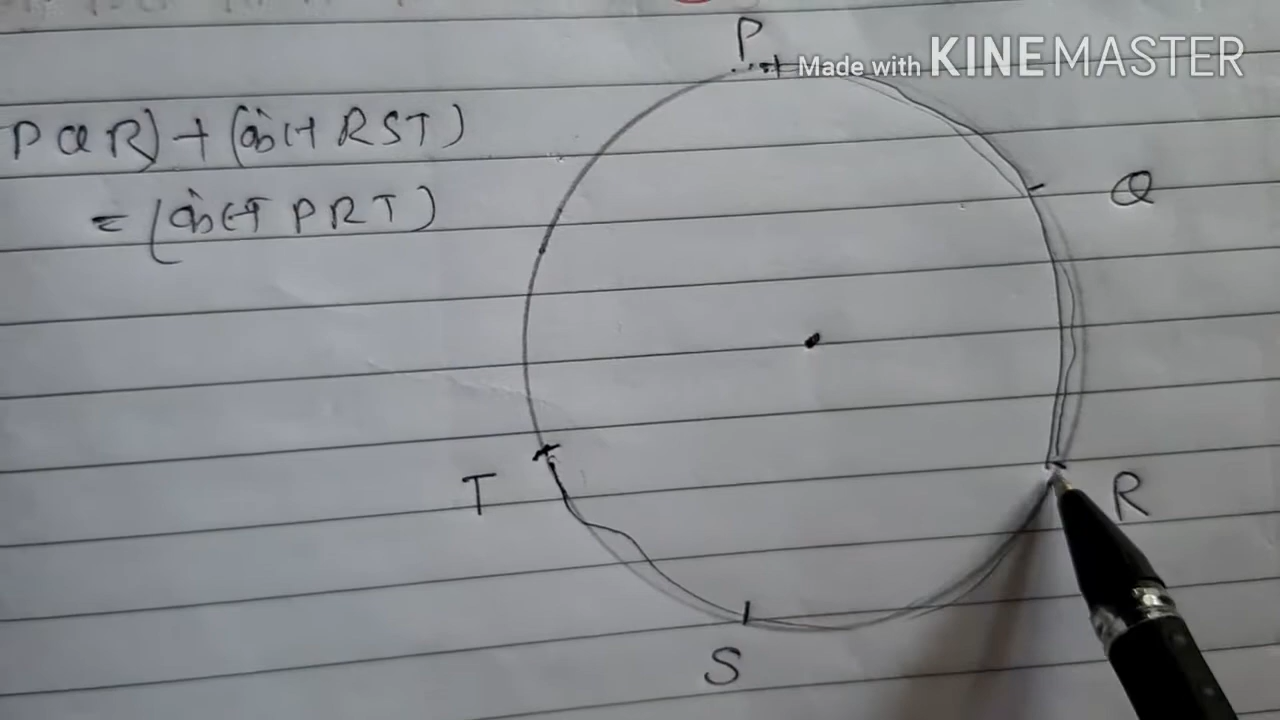 Made with KINEMASTER
P
PQR) + (कंस RST)
Q
= (कंस PRT)
T
R
S